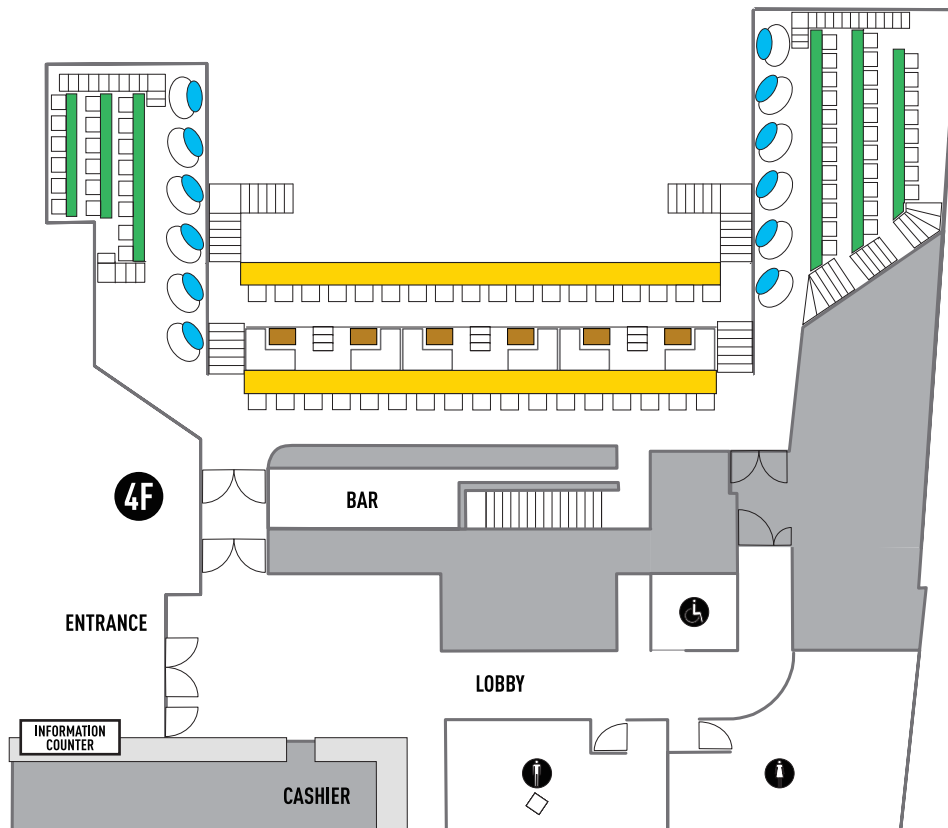 4F
BAR
ENTRANCE
LOBBY
INFORMATION
COUNTER
CASHIER